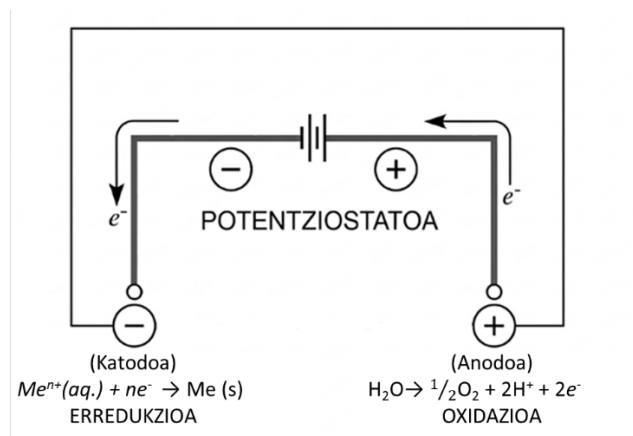 − +
e⁻ e⁻
POTENTZIOSTATOA
− +
(Katodoa) (Anodoa)
Meⁿ⁺(aq.) + ne⁻ → Me (s) H₂O→ ¹/₂O₂ + 2H⁺ + 2e⁻
ERREDUKZIOA OXIDAZIOA